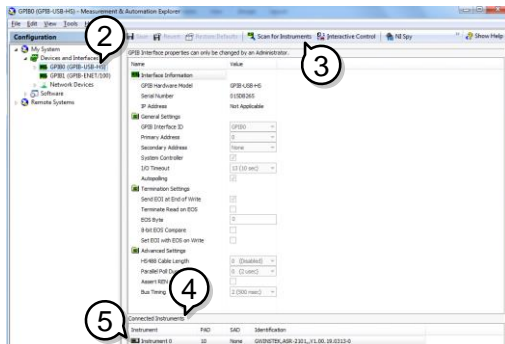 GPIB0 (GPIB-USB-HS) - Measurement & Automation Explorer
File Edit View Tools
Configuration
Save Revert Restore Defaults Scan for Instruments Interactive Control NI Spy Show Help
2
3
My System
Devices and Interfaces
GPIB0 (GPIB-USB-HS)
GPIB1 (GPIB-ENET/100)
Network Devices
Software
Remote Systems
GPIB Interface properties can only be changed by an Administrator.
Name Value
Interface Information
GPIB Hardware Model GPIB-USB-HS
Serial Number 015DB265
IP Address Not Applicable
General Settings
GPIB Interface ID GPIB0
Primary Address 0
Secondary Address None
System Controller
I/O Timeout 13 (10 sec)
Autopolling
Termination Settings
Send EOI at End of Write
Terminate Read on EOS
EOS Byte 0
8-bit EOS Compare
Set EOI with EOS on Write
Advanced Settings
HS488 Cable Length 0 (Disabled)
Parallel Poll 0 (2 usec)
Assert REN
Bus Timing 2 (500 nsec)
4
Connected Instruments
5
Instrument PAD SAD Identification
Instrument 0 10 None GWINSTEK,ASR-2101,,V1.00.19.0313-0